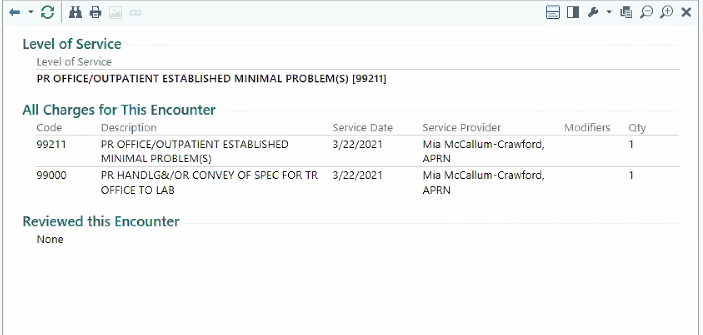 Level of Service
Level of Service
PR OFFICE/OUTPATIENT ESTABLISHED MINIMAL PROBLEM(S) [99211]
All Charges for This Encounter
Code Description Service Date Service Provider Modifiers Qty
99211 PR OFFICE/OUTPATIENT ESTABLISHED 3/22/2021 Mia McCallum-Crawford, 1
MINIMAL PROBLEM(S) APRN
99000 PR HANDLG&/OR CONVEY OF SPEC FOR TR 3/22/2021 Mia McCallum-Crawford, 1
OFFICE TO LAB APRN
Reviewed this Encounter
None